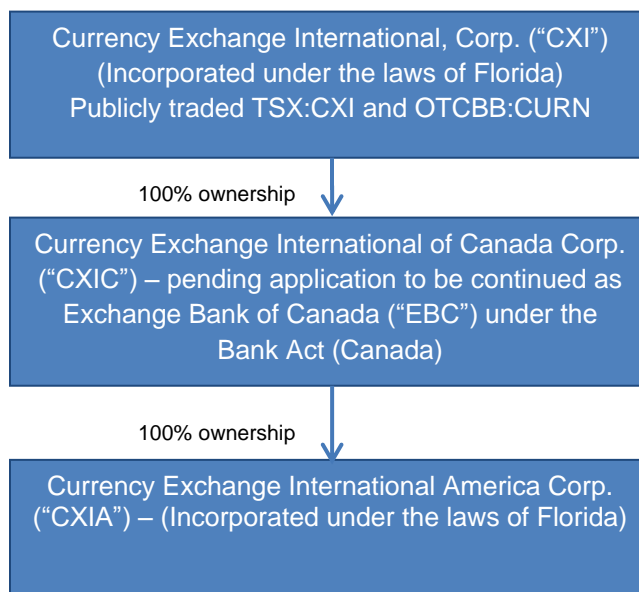 Currency Exchange International, Corp. (“CXI”)
(Incorporated under the laws of Florida)
Publicly traded TSX:CXI and OTCBB:CURN
100% ownership
Currency Exchange International of Canada Corp.
(“CXIC”) – pending application to be continued as
Exchange Bank of Canada (“EBC”) under the
Bank Act (Canada)
100% ownership
Currency Exchange International America Corp.
(“CXIA”) – (Incorporated under the laws of Florida)